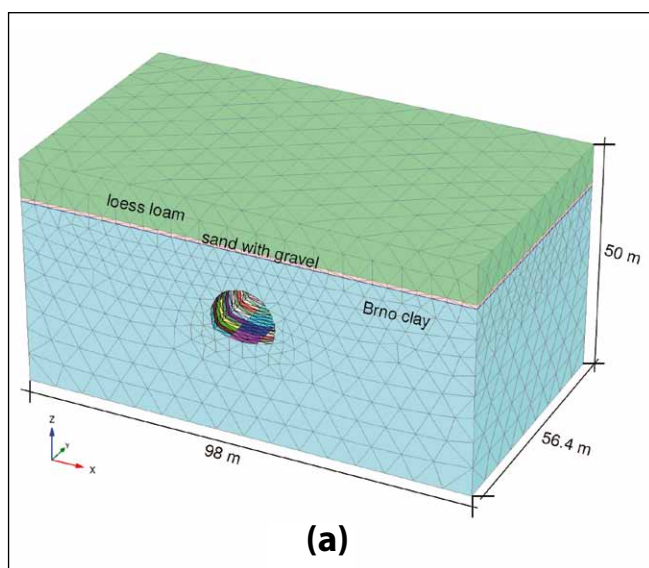 loess loam
sand with gravel
50 m
Brno clay
56.4 m
98 m
z
y
x
(a)